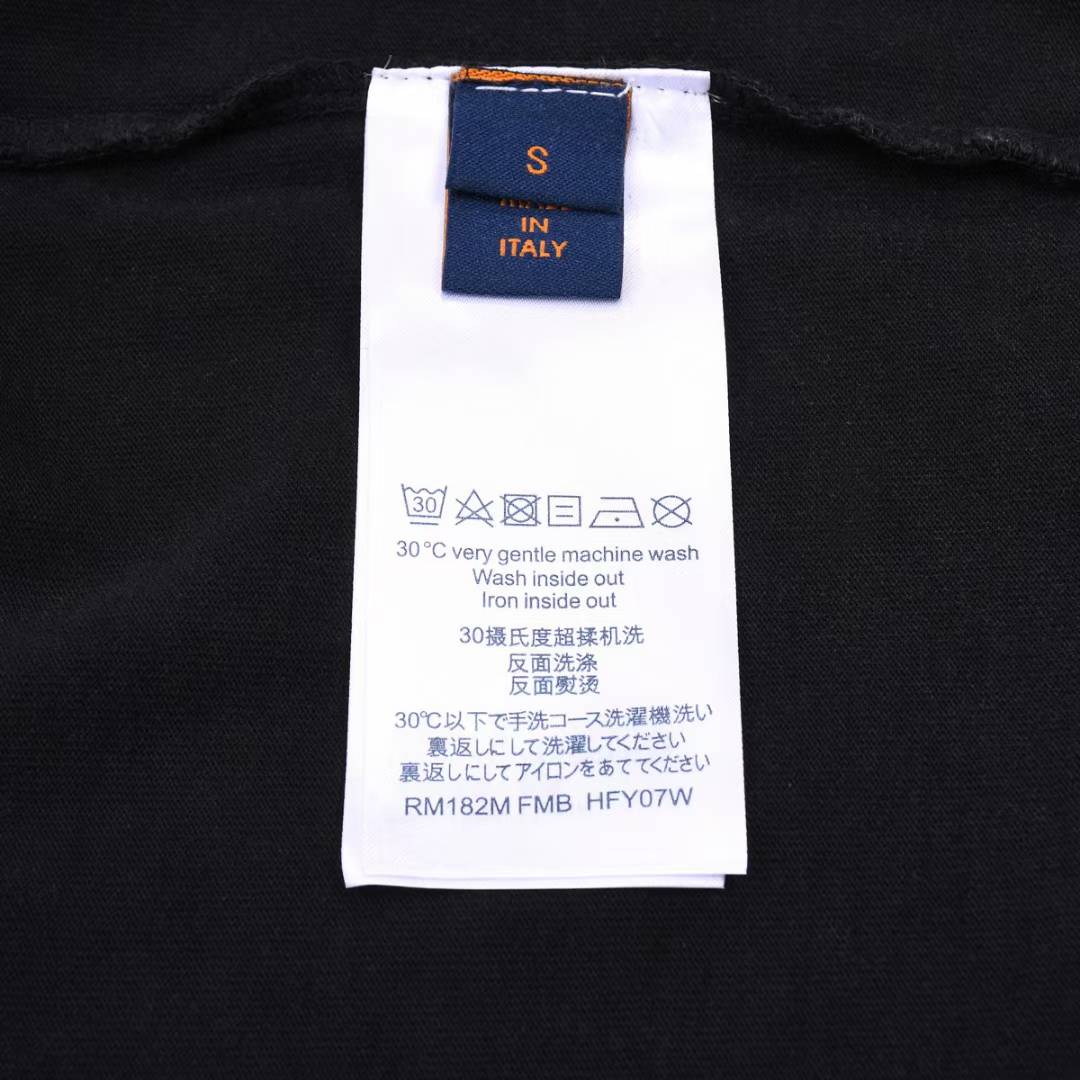 S
IN
ITALY
30
30°C very gentle machine wash
Wash inside out
Iron inside out
30摄氏度超揉机洗
反面洗涤
反面熨烫
30℃以下で手洗コース洗濯機洗い
裏返しにして洗濯してください
裏返しにしてアイロンをあててください
RM182M FMB HFY07W